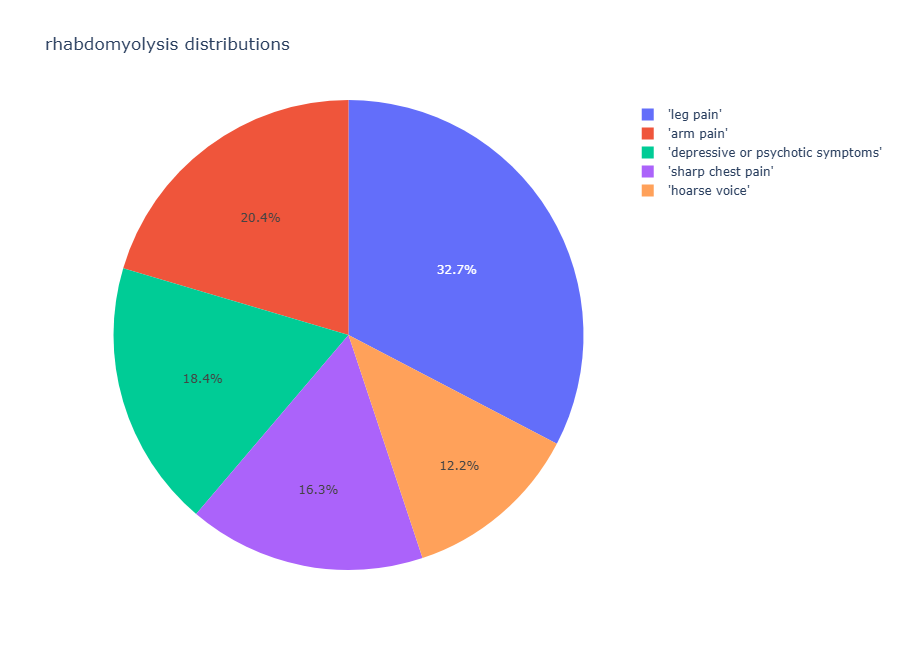 rhabdomyolysis distributions
'leg pain'
'arm pain'
'depressive or psychotic symptoms'
'sharp chest pain'
'hoarse voice'
20.4%
32.7%
18.4%
12.2%
16.3%